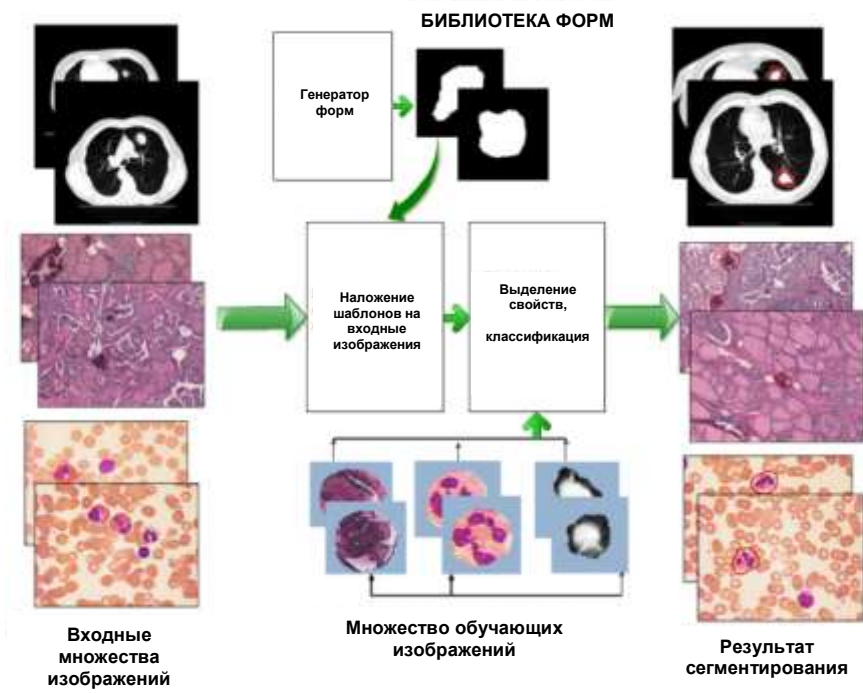 БИБЛИОТЕКА ФОРМ
Генератор
форм
Наложение
шаблонов на
входные
изображения
Выделение
свойств,
классификация
Входные
множества
изображений
Множество обучающих
изображений
Результат
сегментирования